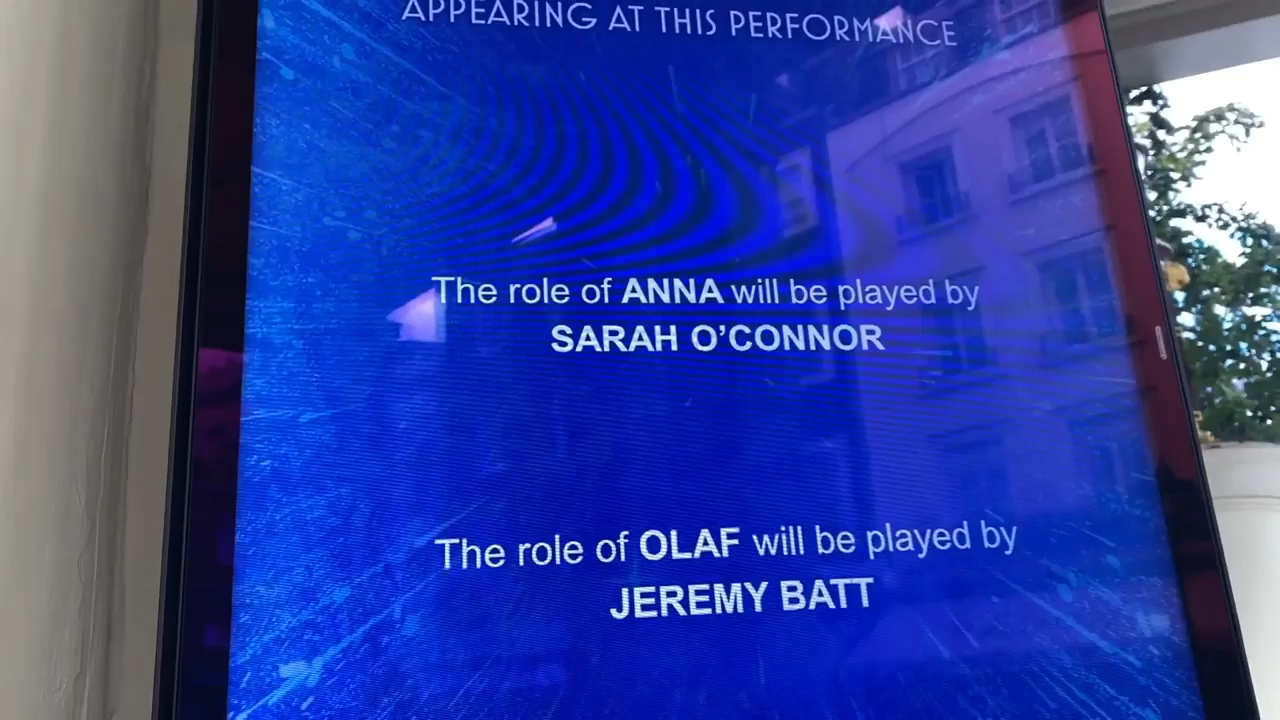 APPEARING AT THIS PERFORMANCE
The role of ANNA will be played by
SARAH O’CONNOR
The role of OLAF will be played by
JEREMY BATT